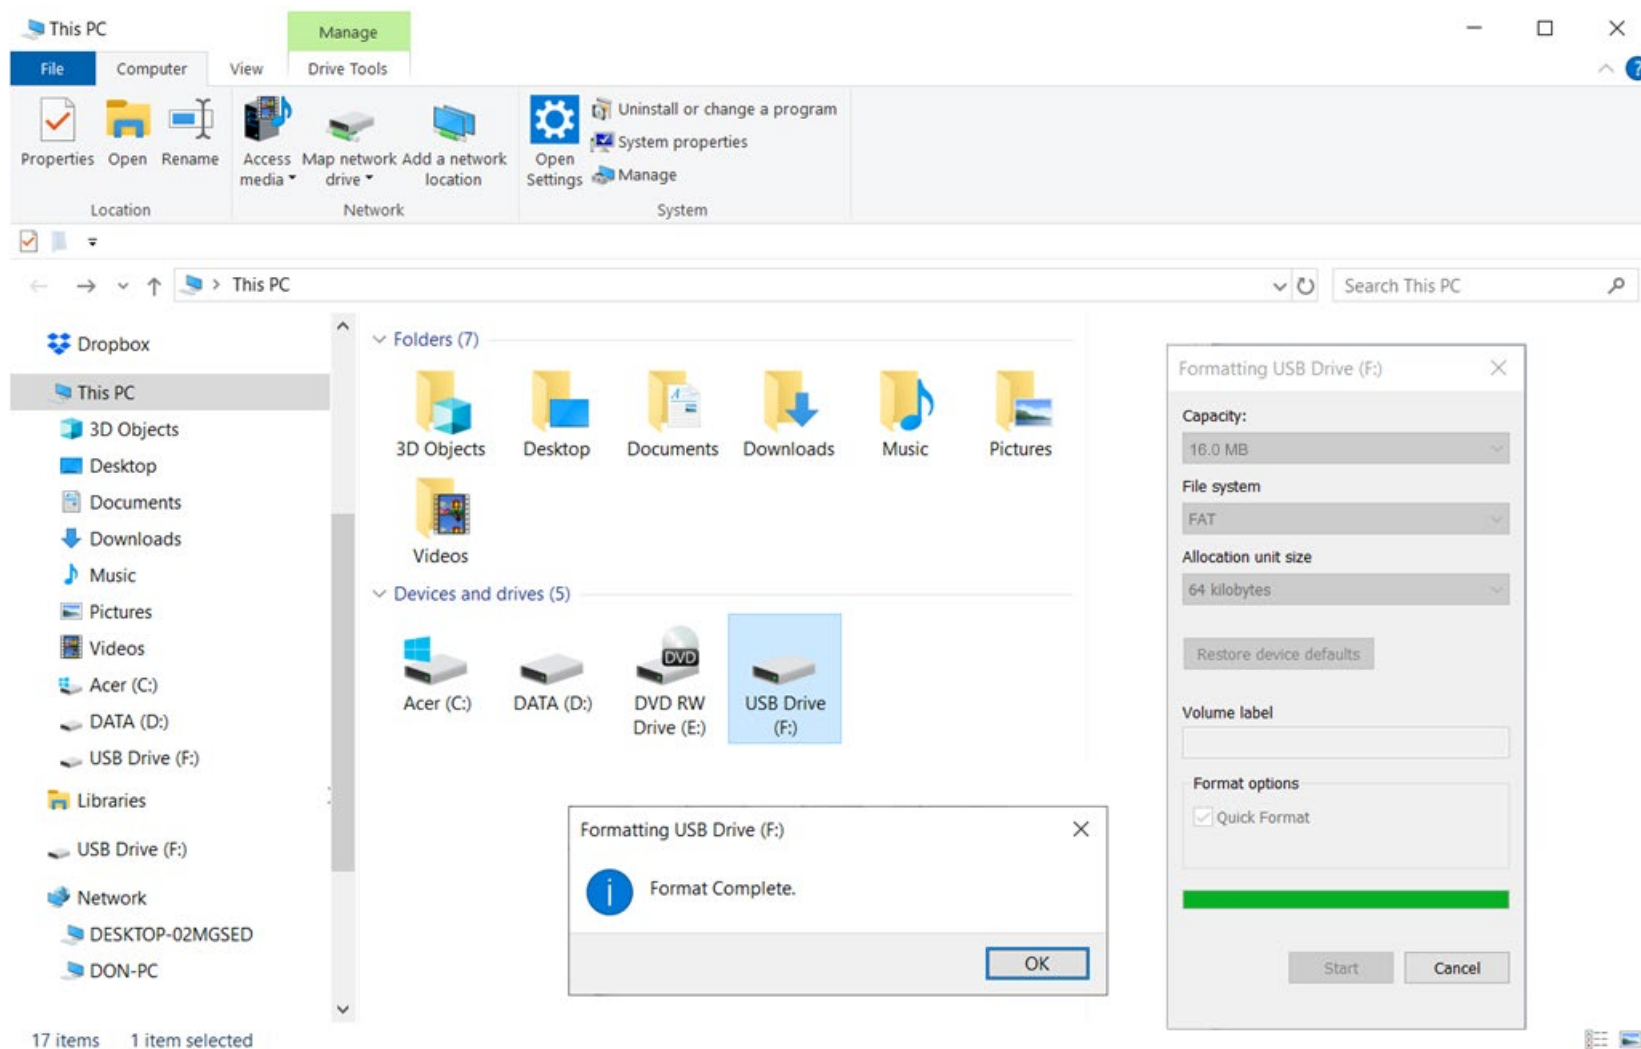 This PC
Manage
File
Computer
View
Drive Tools
?
Properties
Open
Rename
Access media
Map network drive
Add a network location
Open Settings
Uninstall or change a program
System properties
Manage
Location
Network
System
This PC
Search This PC
Dropbox
This PC
3D Objects
Desktop
Documents
Downloads
Music
Pictures
Videos
Acer (C:)
DATA (D:)
USB Drive (F:)
Libraries
USB Drive (F:)
Network
DESKTOP-02MGSED
DON-PC
Folders (7)
3D Objects
Desktop
Documents
Downloads
Music
Pictures
Videos
Devices and drives (5)
DVD
Acer (C:)
DATA (D:)
DVD RW
Drive (E:)
USB Drive
(F:)
Formatting USB Drive (F:)
Format Complete.
OK
Formatting USB Drive (F:)
Capacity:
16.0 MB
File system
FAT
Allocation unit size
64 kilobytes
Restore device defaults
Volume label
Format options
Quick Format
Start
Cancel
17 items
1 item selected